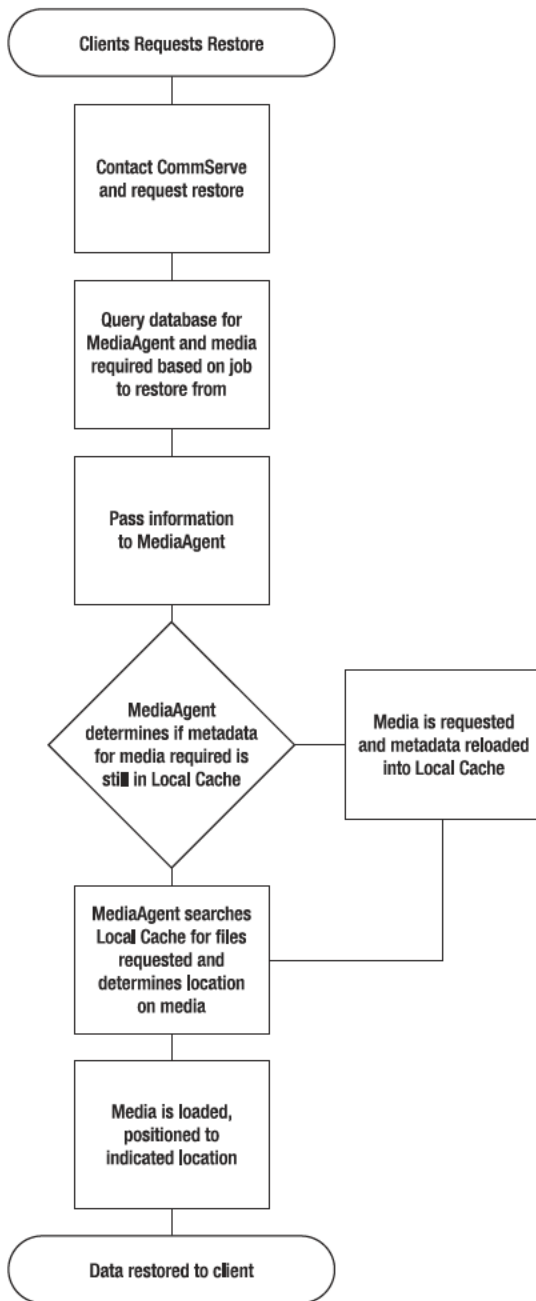 Clients Requests Restore
Contact CommServe
and request restore
Query database for
MediaAgent and media
required based on job
to restore from
Pass information
to MediaAgent
MediaAgent
determines if metadata
for media required is
still in Local Cache
Media is requested
and metadata reloaded
into Local Cache
MediaAgent searches
Local Cache for files
requested and
determines location
on media
Media is loaded,
positioned to
indicated location
Data restored to client